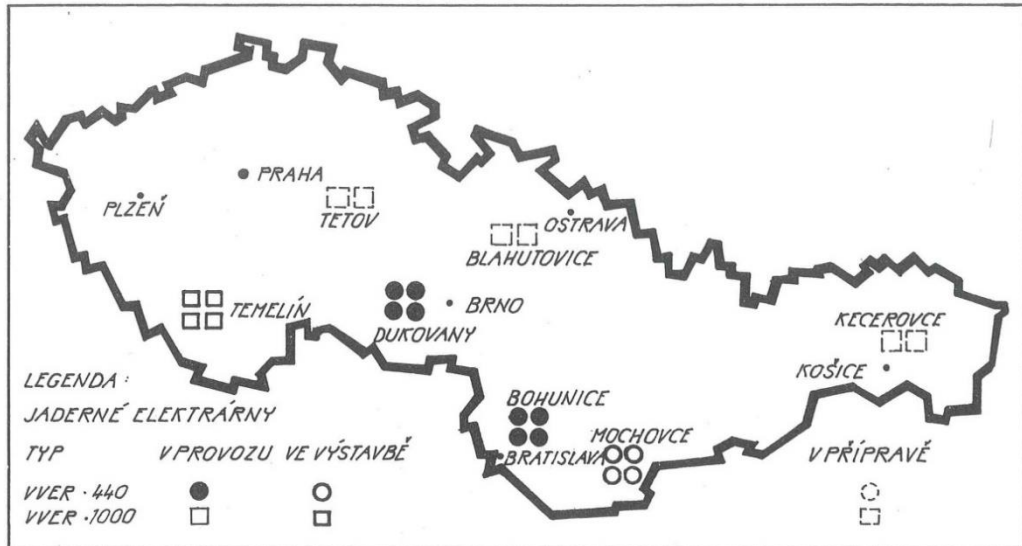 PRAHA
PLZEŇ
TETOV
OSTRAVA
BLAHUTOVICE
TEMELÍN
BRNO
DUKOVANY
KECEROVCE
KOŠICE
BOHUNICE
MOCHOVCE
BRATISLAVA
LEGENDA :
JADERNÉ ELEKTRÁRNY
TYP V PROVOZU VE VÝSTAVBĚ V PŘÍPRAVĚ
VVER · 440
VVER · 1000